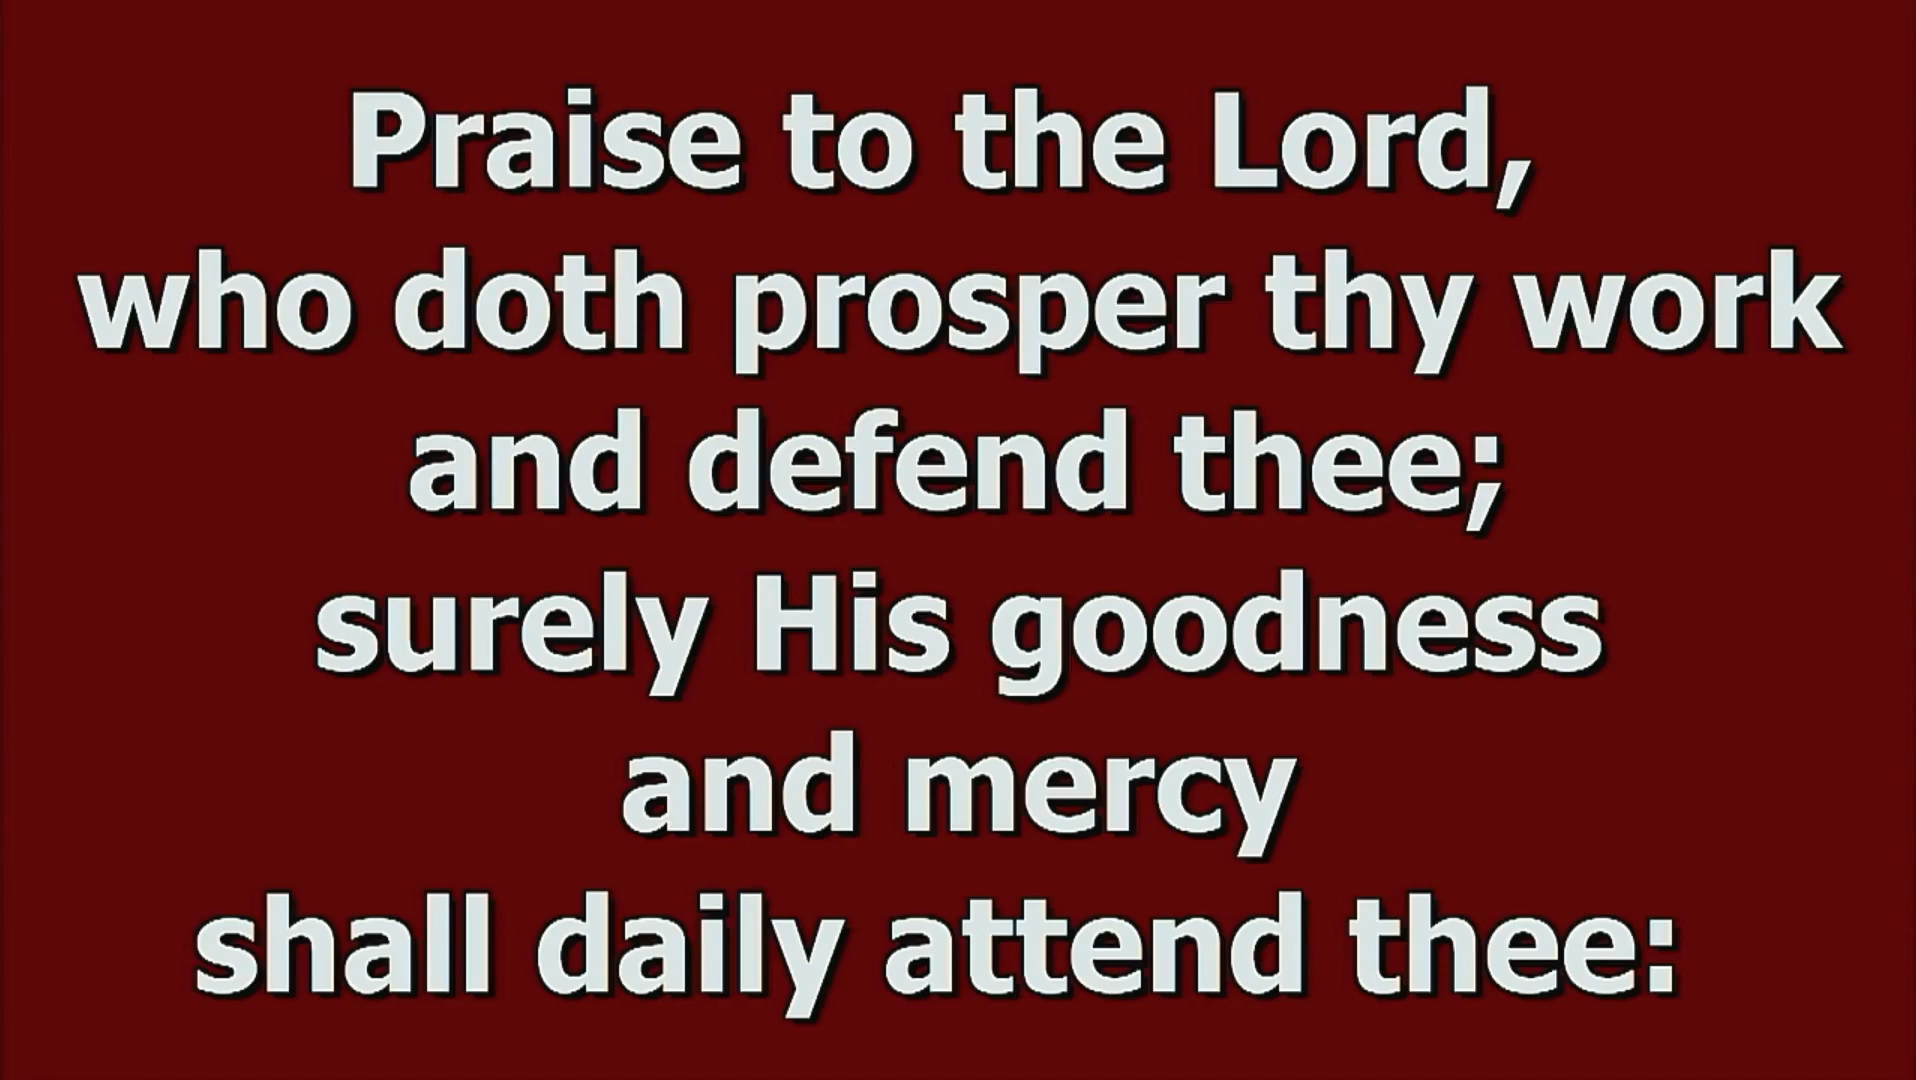 Praise to the Lord,
who doth prosper thy work
and defend thee;
surely His goodness
and mercy
shall daily attend thee: